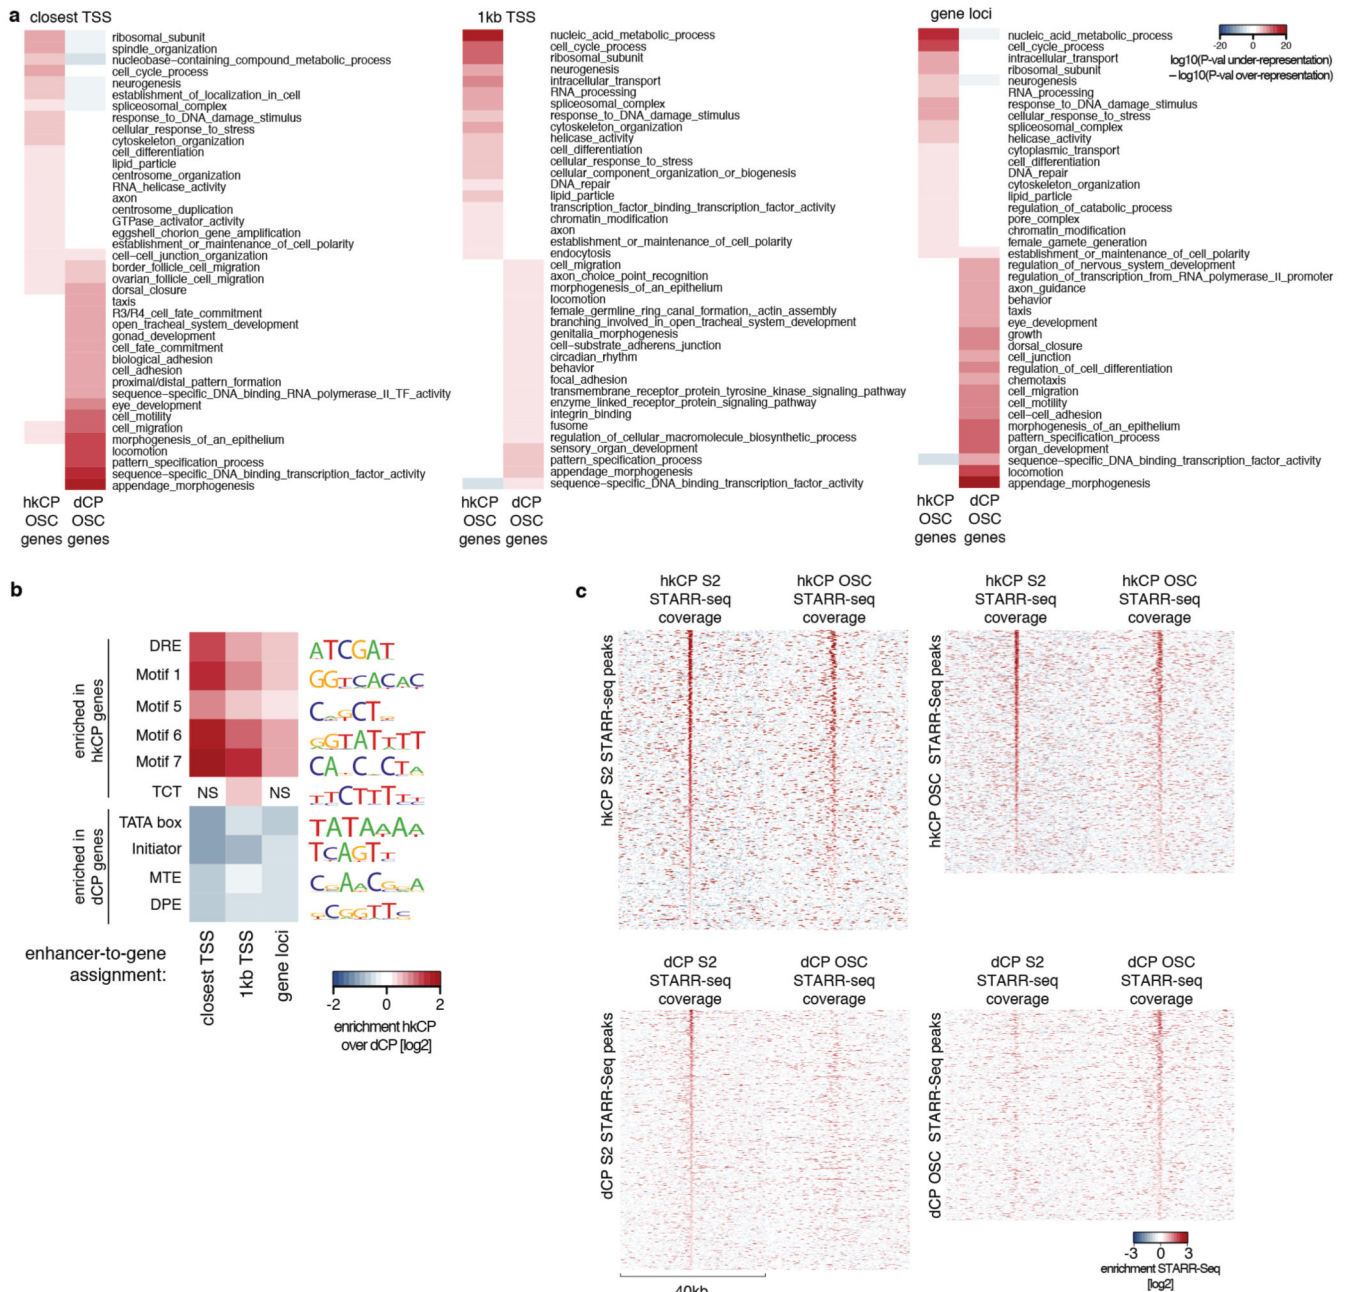 a closest TSS
ribosomal_subunit
spindle_organization
nucleobase-containing_compound_metabolic_process
cell_cycle_process
neurogenesis
establishment_of_localization_in_cell
spliceosomal_complex
response_to_DNA_damage_stimulus
cellular_response_to_stress
cytoskeleton_organization
cell_differentiation
lipid_particle
centrosome_organization
RNA_helicase_activity
axon
centrosome_duplication
GTPase_activator_activity
eggshell_chorion_gene_amplification
establishment_or_maintenance_of_cell_polarity
cell-cell_junction_organization
border_follicle_cell_migration
ovarian_follicle_cell_migration
dorsal_closure
taxis
R3/R4_cell_fate_commitment
open_tracheal_system_development
gonad_development
cell_fate_commitment
biological_adhesion
cell_adhesion
proximal/distal_pattern_formation
sequence-specific_DNA_binding_RNA_polymerase_II_TF_activity
eye_development
cell_motility
cell_migration
morphogenesis_of_an_epithelium
locomotion
pattern_specification_process
sequence-specific_DNA_binding_transcription_factor_activity
appendage_morphogenesis
hkCP dCP
OSC OSC
genes genes
1kb TSS
nucleic_acid_metabolic_process
cell_cycle_process
ribosomal_subunit
neurogenesis
intracellular_transport
RNA_processing
spliceosomal_complex
response_to_DNA_damage_stimulus
cytoskeleton_organization
helicase_activity
cell_differentiation
cellular_response_to_stress
cellular_component_organization_or_biogenesis
DNA_repair
lipid_particle
transcription_factor_binding_transcription_factor_activity
chromatin_modification
axon
establishment_or_maintenance_of_cell_polarity
endocytosis
cell_migration
axon_choice_point_recognition
morphogenesis_of_an_epithelium
locomotion
female_germline_ring_canal_formation,_actin_assembly
branching_involved_in_open_tracheal_system_development
genitalia_morphogenesis
cell-substrate_adherens_junction
circadian_rhythm
behavior
focal_adhesion
transmembrane_receptor_protein_tyrosine_kinase_signaling_pathway
enzyme_linked_receptor_protein_signaling_pathway
integrin_binding
fusome
regulation_of_cellular_macromolecule_biosynthetic_process
sensory_organ_development
pattern_specification_process
appendage_morphogenesis
sequence-specific_DNA_binding_transcription_factor_activity
hkCP dCP
OSC OSC
genes genes
gene loci
nucleic_acid_metabolic_process
cell_cycle_process
intracellular_transport
ribosomal_subunit
neurogenesis
RNA_processing
response_to_DNA_damage_stimulus
cellular_response_to_stress
spliceosomal_complex
helicase_activity
cytoplasmic_transport
cell_differentiation
DNA_repair
cytoskeleton_organization
lipid_particle
regulation_of_catabolic_process
pore_complex
chromatin_modification
female_gamete_generation
establishment_or_maintenance_of_cell_polarity
regulation_of_nervous_system_development
regulation_of_transcription_from_RNA_polymerase_II_promoter
axon_guidance
behavior
taxis
eye_development
growth
dorsal_closure
cell_junction
regulation_of_cell_differentiation
chemotaxis
cell_migration
cell_motility
cell-cell_adhesion
morphogenesis_of_an_epithelium
pattern_specification_process
organ_development
sequence-specific_DNA_binding_transcription_factor_activity
locomotion
appendage_morphogenesis
hkCP dCP
OSC OSC
genes genes
-20 0 20
log10(P-val under-representation)
-log10(P-val over-representation)
b
enriched in
hkCP genes
DRE
Motif 1
Motif 5
Motif 6
Motif 7
TCT NS NS
enriched in
dCP genes
TATA box
Initiator
MTE
DPE
enhancer-to-gene
assignment:
closest TSS
1kb TSS
gene loci
-2 0 2
enrichment hkCP
over dCP [log2]
c
hkCP S2
STARR-seq
coverage
hkCP OSC
STARR-seq
coverage
hkCP S2 STARR-seq peaks
hkCP S2
STARR-seq
coverage
hkCP OSC
STARR-seq
coverage
hkCP OSC STARR-Seq peaks
dCP S2
STARR-Seq
coverage
dCP OSC
STARR-Seq
coverage
dCP S2 STARR-Seq peaks
dCP S2
STARR-Seq
coverage
dCP OSC
STARR-Seq
coverage
dCP OSC STARR-Seq peaks
40kb
-3 0 3
enrichment STARR-Seq
[log2]